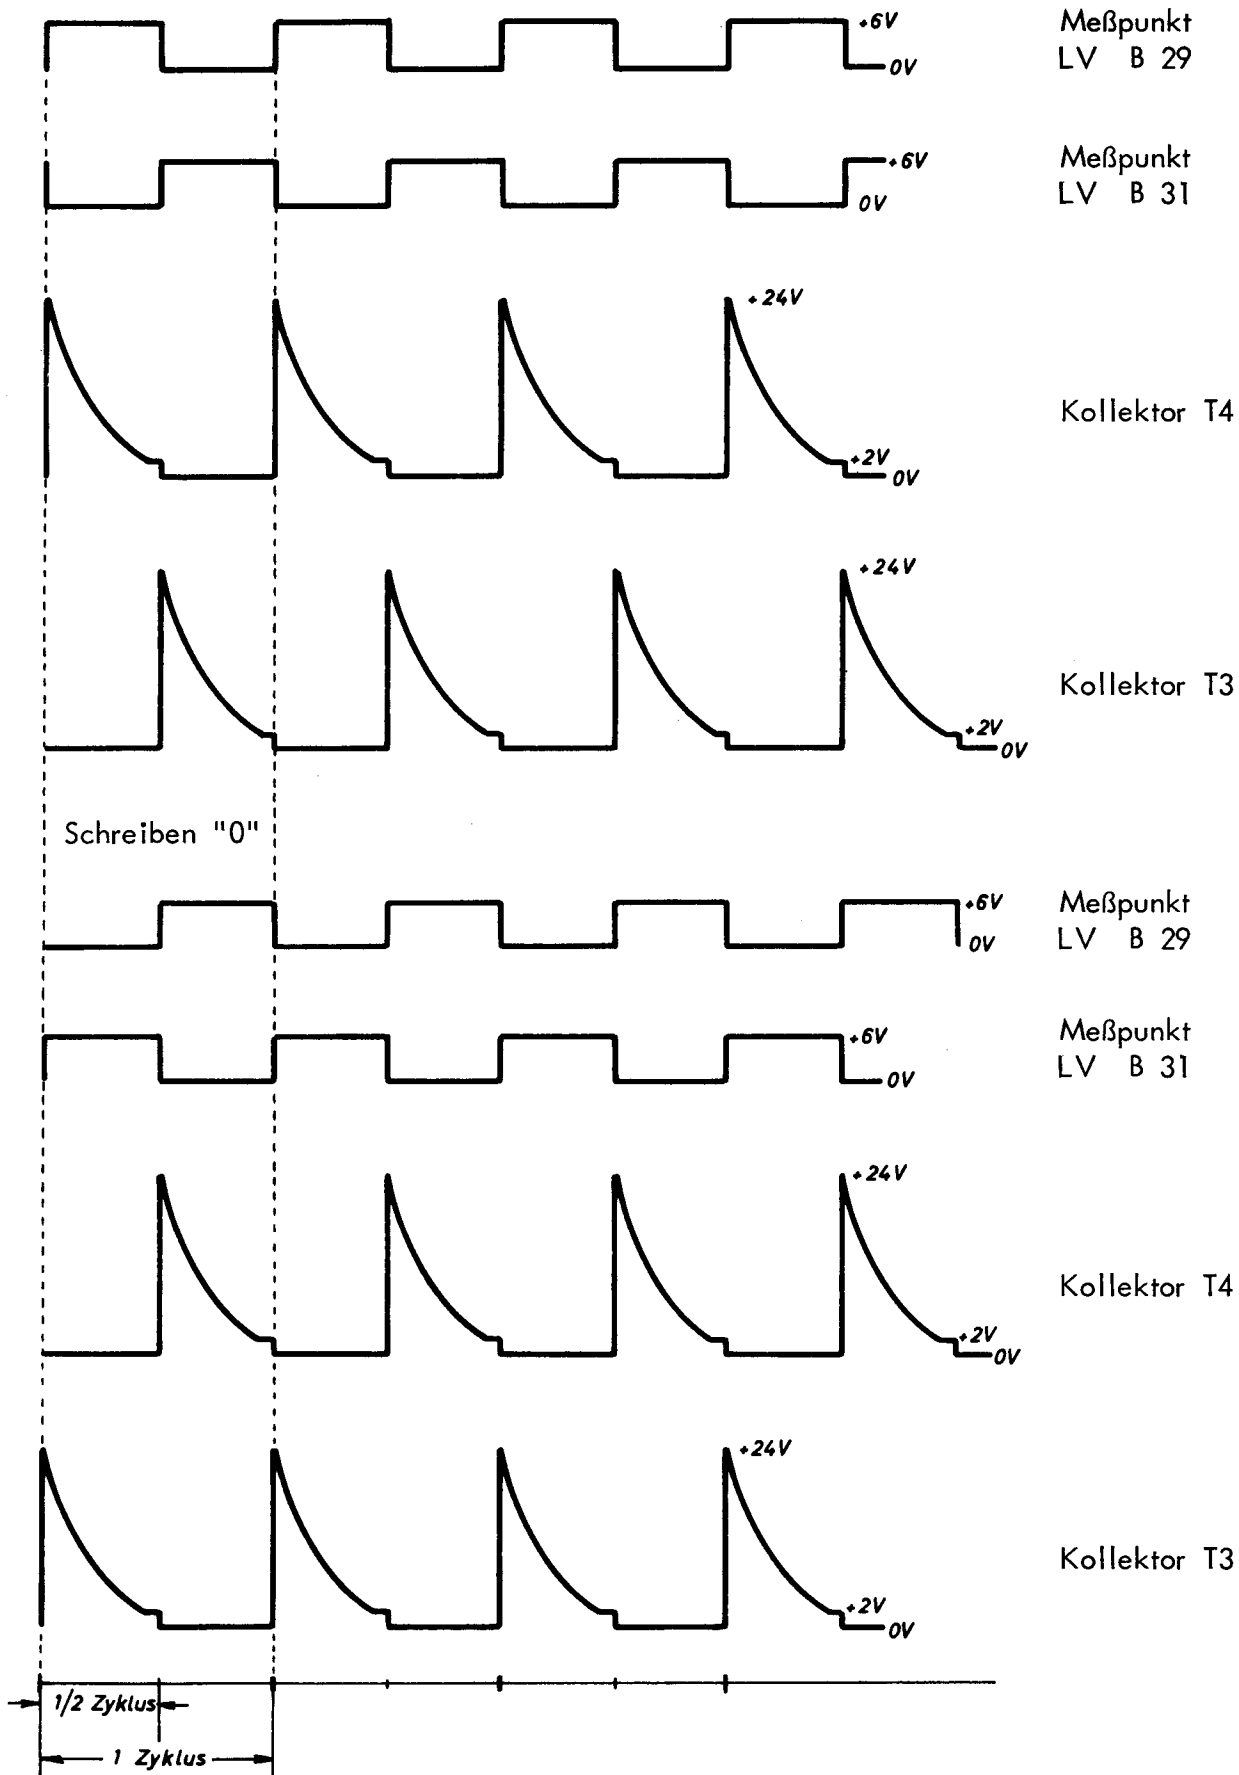 +6V
0V
Meßpunkt
LV B 29
+6V
0V
Meßpunkt
LV B 31
+24V
+2V
0V
Kollektor T4
+24V
+2V
0V
Kollektor T3
Schreiben "0"
+6V
0V
Meßpunkt
LV B 29
+6V
0V
Meßpunkt
LV B 31
+24V
+2V
0V
Kollektor T4
+24V
+2V
0V
Kollektor T3
1/2 Zyklus
1 Zyklus